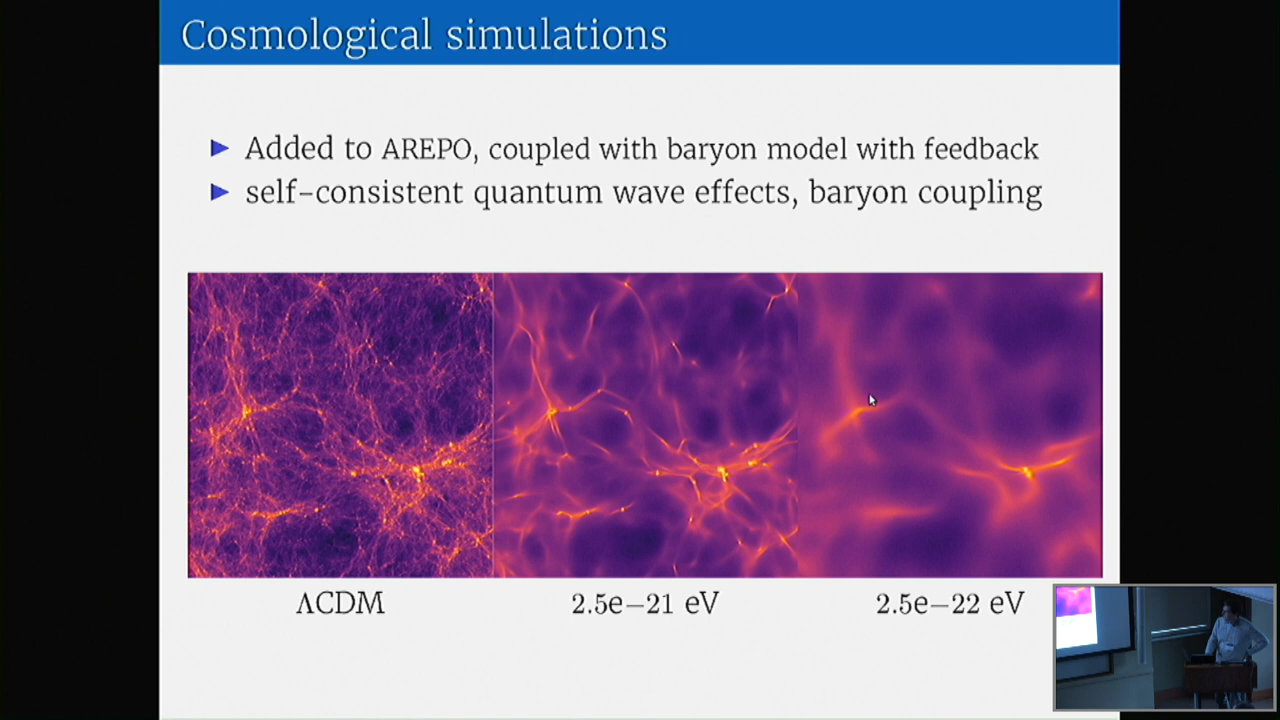 Cosmological simulations
Added to AREPO, coupled with baryon model with feedback
self-consistent quantum wave effects, baryon coupling
ΛCDM
2.5e−21 eV
2.5e−22 eV